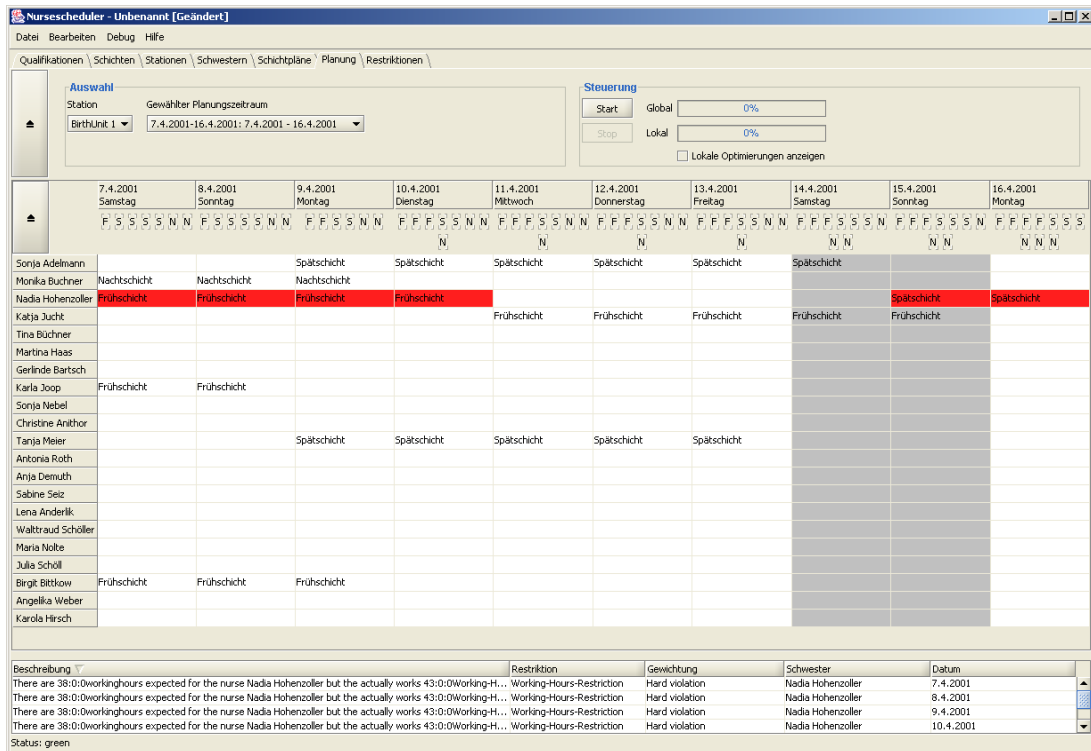 Nursescheduler - Unbenannt [Geändert]
Datei Bearbeiten Debug Hilfe
Qualifikationen Schichten Stationen Schwestern Schichtpläne Planung Restriktionen
Auswahl
Station Gewählter Planungszeitraum
BirthUnit 1 7.4.2001-16.4.2001: 7.4.2001 - 16.4.2001
Steuerung
Start Global 0%
Stop Lokal 0%
Lokale Optimierungen anzeigen
7.4.2001 8.4.2001 9.4.2001 10.4.2001 11.4.2001 12.4.2001 13.4.2001 14.4.2001 15.4.2001 16.4.2001
Samstag Sonntag Montag Dienstag Mittwoch Donnerstag Freitag Samstag Sonntag Montag
F S S S S N N F S S S S N N F F S S N N F F F S S N N F F F S S N N F F F S S N N F F F S S N N F F S S S S N F F S S S S N F F F F S S S
N N N N N N N N N N N
Sonja Adelmann Spätschicht Spätschicht Spätschicht Spätschicht Spätschicht Spätschicht
Monika Buchner Nachtschicht Nachtschicht Nachtschicht
Nadia Hohenzoller Frühschicht Frühschicht Frühschicht Frühschicht Spätschicht Spätschicht
Katja Jucht Frühschicht Frühschicht Frühschicht Frühschicht Frühschicht
Tina Büchner
Martina Haas
Gerlinde Bartsch
Karla Joop Frühschicht Frühschicht
Sonja Nebel
Christine Anithor
Tanja Meier Spätschicht Spätschicht Spätschicht Spätschicht Spätschicht
Antonia Roth
Anja Demuth
Sabine Seiz
Lena Anderlik
Walttraud Schöller
Maria Nolte
Julia Schöll
Birgit Bittkow Frühschicht Frühschicht Frühschicht
Angelika Weber
Karola Hirsch
Beschreibung Restriktion Gewichtung Schwester Datum
There are 38:0:0workinghours expected for the nurse Nadia Hohenzoller but the actually works 43:0:0Working-H... Working-Hours-Restriction Hard violation Nadia Hohenzoller 7.4.2001
There are 38:0:0workinghours expected for the nurse Nadia Hohenzoller but the actually works 43:0:0Working-H... Working-Hours-Restriction Hard violation Nadia Hohenzoller 8.4.2001
There are 38:0:0workinghours expected for the nurse Nadia Hohenzoller but the actually works 43:0:0Working-H... Working-Hours-Restriction Hard violation Nadia Hohenzoller 9.4.2001
There are 38:0:0workinghours expected for the nurse Nadia Hohenzoller but the actually works 43:0:0Working-H... Working-Hours-Restriction Hard violation Nadia Hohenzoller 10.4.2001
Status: green